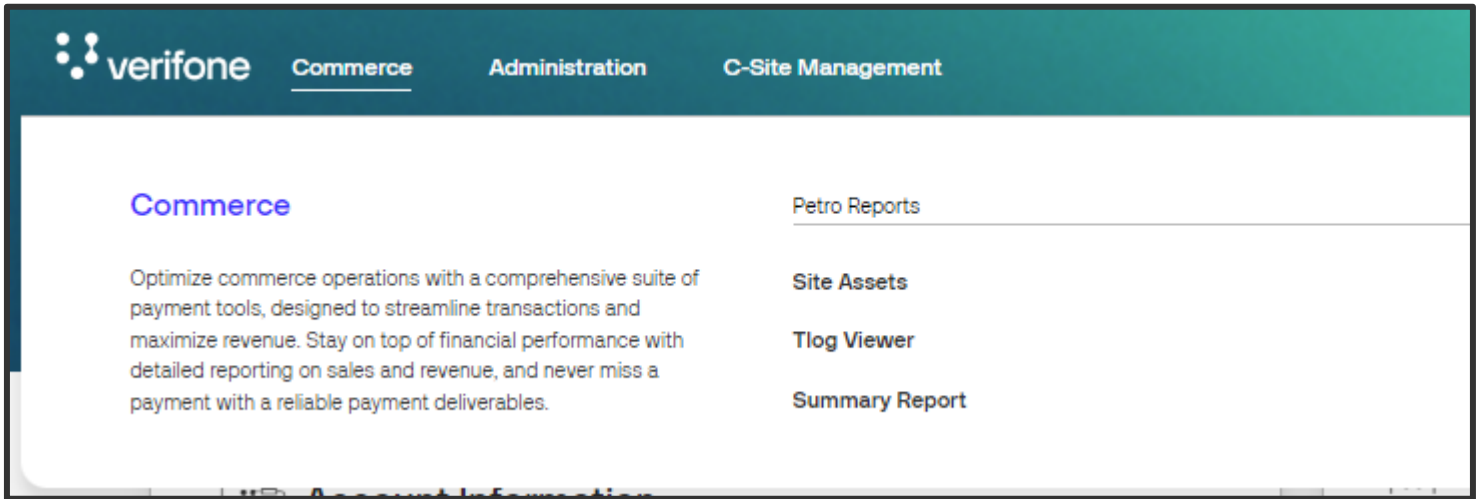 verifone
Commerce
Administration
C-Site Management
Commerce
Optimize commerce operations with a comprehensive suite of
payment tools, designed to streamline transactions and
maximize revenue. Stay on top of financial performance with
detailed reporting on sales and revenue, and never miss a
payment with a reliable payment deliverables.
Petro Reports
Site Assets
Tlog Viewer
Summary Report
Account Information